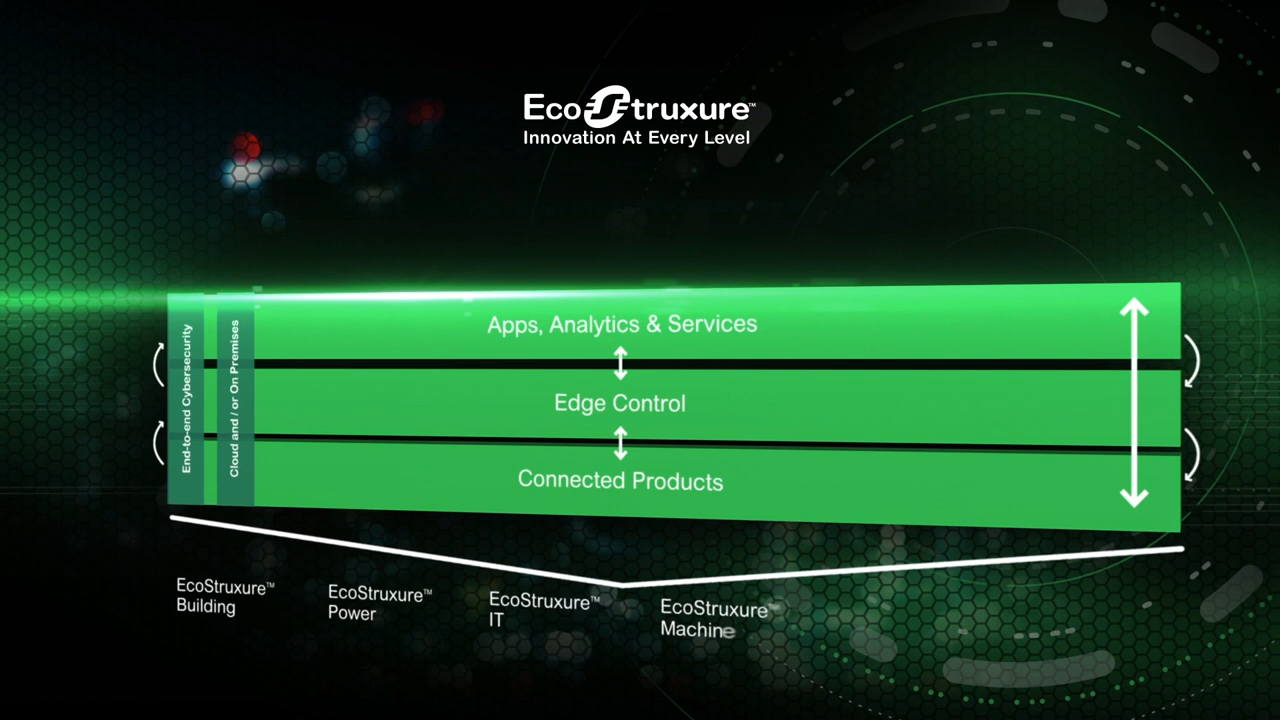 EcoStruxure™
Innovation At Every Level
Apps, Analytics & Services
Edge Control
Connected Products
End-to-end Cybersecurity
Cloud and / or On Premises
EcoStruxure™
Building
EcoStruxure™
Power
EcoStruxure™
IT
EcoStruxure™
Machine